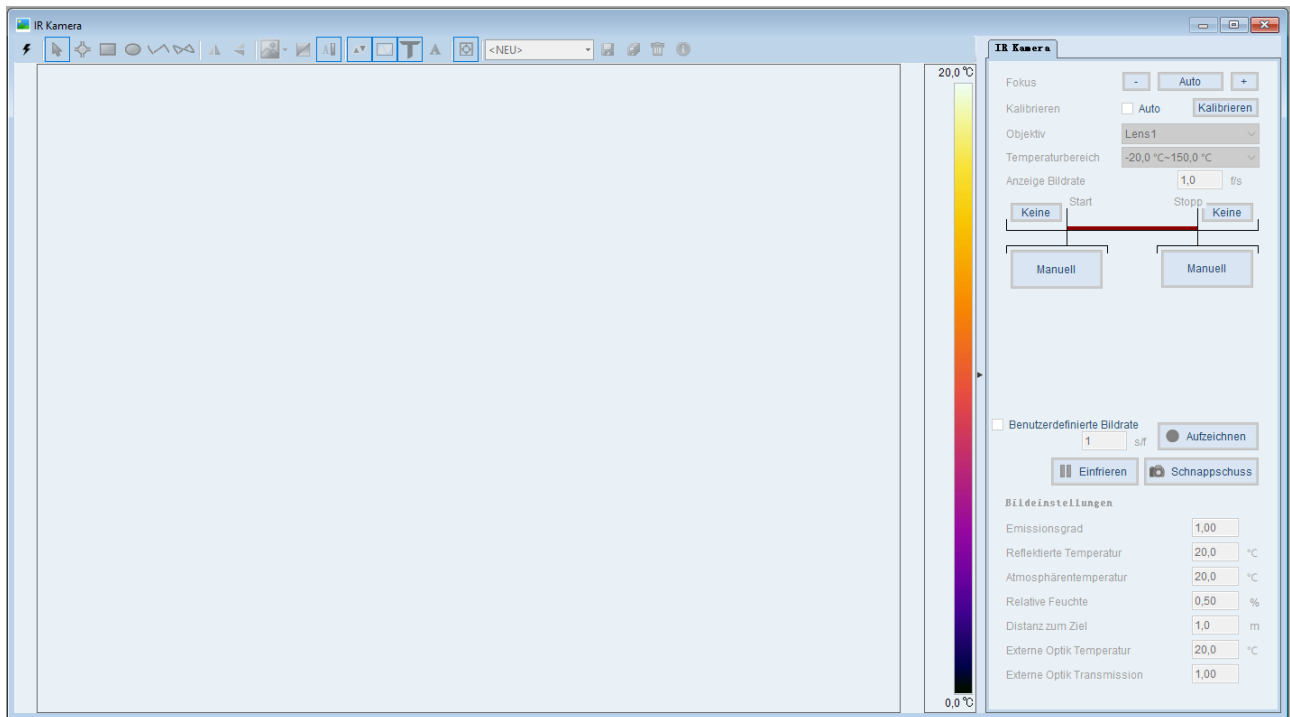 IR Kamera
A
A
<NEU>
IR Kamera
20,0 °C
0,0 °C
Fokus - Auto +
Kalibrieren Auto Kalibrieren
Objektiv Lens1
Temperaturbereich -20,0 °C~150,0 °C
Anzeige Bildrate 1,0 f/s
Start Stopp
Keine Keine
Manuell Manuell
Benutzerdefinierte Bildrate
1 s/f Aufzeichnen
Einfrieren Schnappschuss
Bildeinstellungen
Emissionsgrad 1,00
Reflektierte Temperatur 20,0 °C
Atmosphärentemperatur 20,0 °C
Relative Feuchte 0,50 %
Distanz zum Ziel 1,0 m
Externe Optik Temperatur 20,0 °C
Externe Optik Transmission 1,00